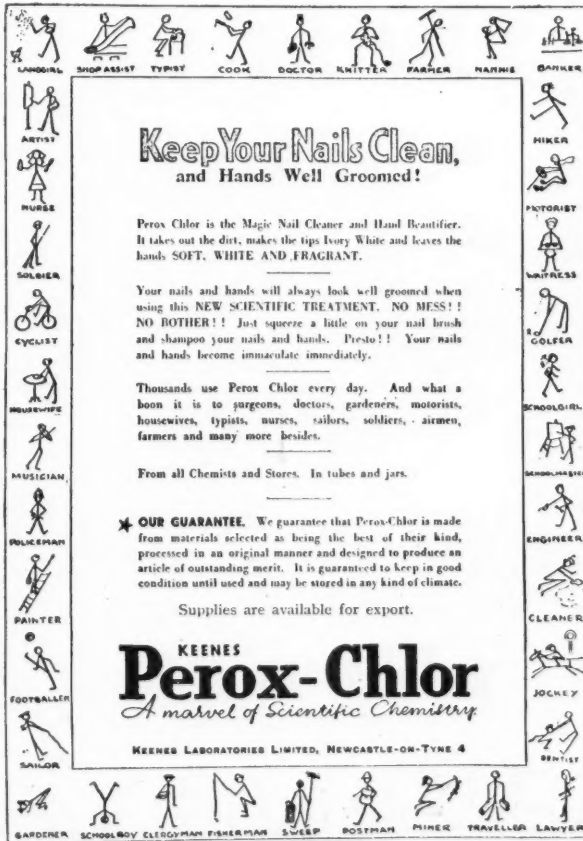 LANDGIRL SHOP ASSIST TYPIST COOK DOCTOR KNITTER FARMER NANNIE BANKER
ARTIST
NURSE
SOLDIER
CYCLIST
HOUSEWIFE
MUSICIAN
POLICEMAN
PAINTER
FOOTBALLER
SAILOR
Keep Your Nails Clean,
and Hands Well Groomed!
Perox Chlor is the Magic Nail Cleaner and Hand Beautifier.
It takes out the dirt, makes the tips Ivory White and leaves the
hands SOFT, WHITE AND FRAGRANT.
Your nails and hands will always look well groomed when
using this NEW SCIENTIFIC TREATMENT. NO MESS!!
NO BOTHER!! Just squeeze a little on your nail brush
and shampoo your nails and hands. Presto!! Your nails
and hands become immaculate immediately.
Thousands use Perox Chlor every day. And what a
boon it is to surgeons, doctors, gardeners, motorists,
housewives, typists, nurses, sailors, soldiers, airmen,
farmers and many more besides.
From all Chemists and Stores. In tubes and jars.
★ OUR GUARANTEE. We guarantee that Perox-Chlor is made
from materials selected as being the best of their kind,
processed in an original manner and designed to produce an
article of outstanding merit. It is guaranteed to keep in good
condition until used and may be stored in any kind of climate.
Supplies are available for export.
KEENES
Perox-Chlor
A marvel of Scientific Chemistry
KEENES LABORATORIES LIMITED, NEWCASTLE-ON-TYNE 4
HIKER
MOTORIST
WAITRESS
GOLFER
SCHOOLGIRL
ENGINEER
CLEANER
JOCKEY
DENTIST
GARDENER SCHOOLBOY CLERGYMAN FISHERMAN SWEEP POSTMAN MINER TRAVELLER LAWYER